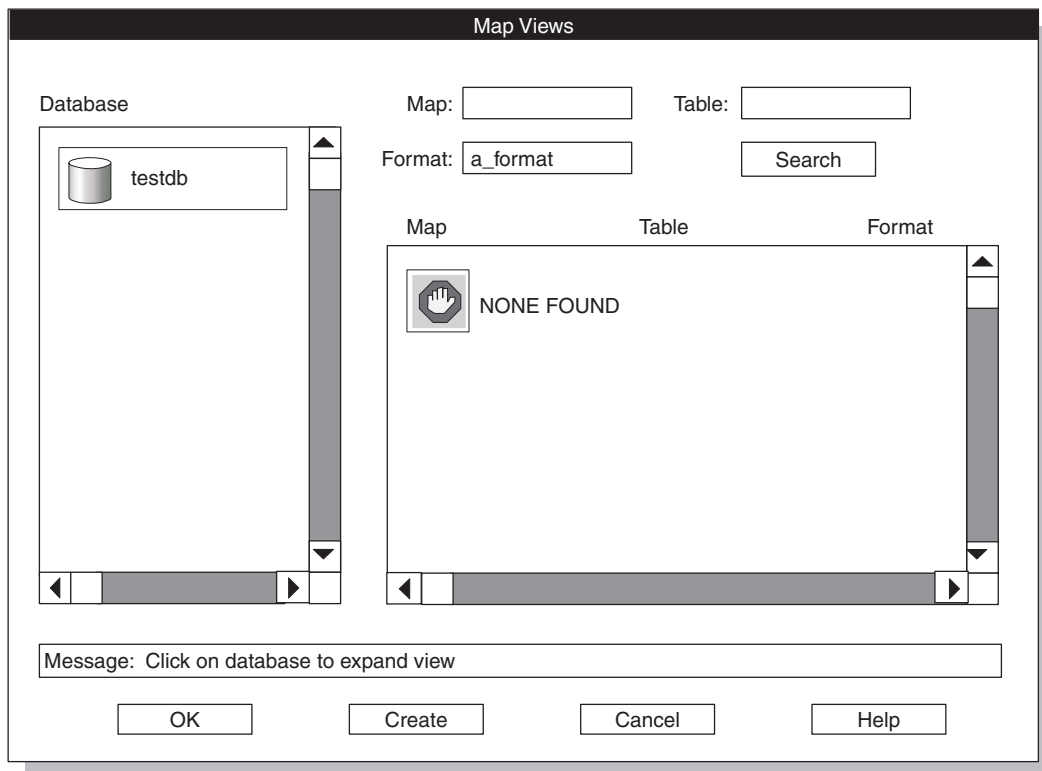 Map Views
Database
Map:
Table:
testdb
Format: a_format
Search
Map Table Format
NONE FOUND
Message: Click on database to expand view
OK Create Cancel Help